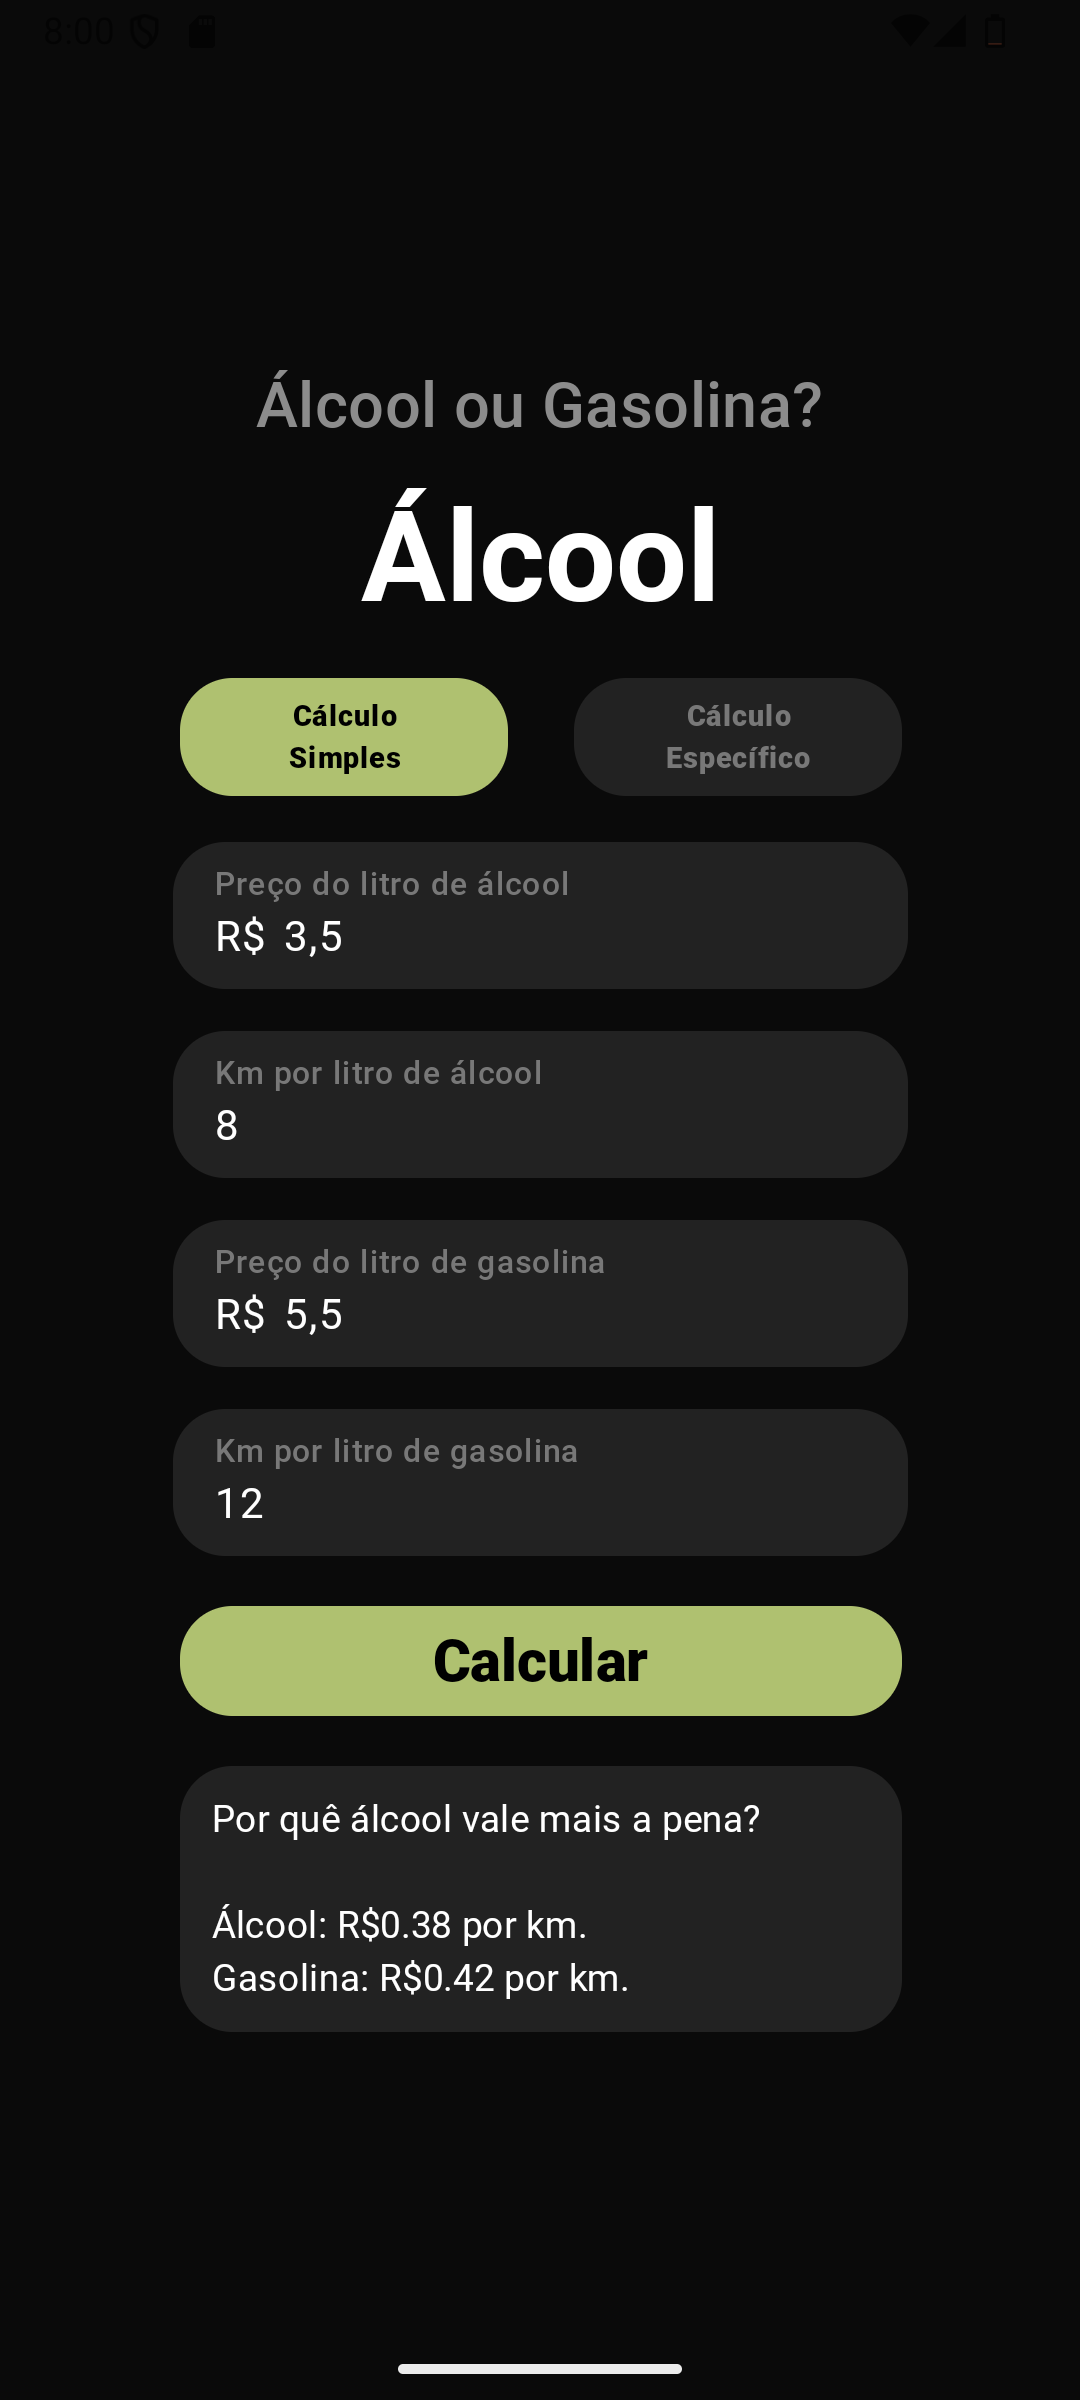 8:00
Álcool ou Gasolina?
Álcool
Cálculo
Simples
Cálculo
Específico
Preço do litro de álcool
R$ 3,5
Km por litro de álcool
8
Preço do litro de gasolina
R$ 5,5
Km por litro de gasolina
12
Calcular
Por quê álcool vale mais a pena?
Álcool: R$0.38 por km.
Gasolina: R$0.42 por km.